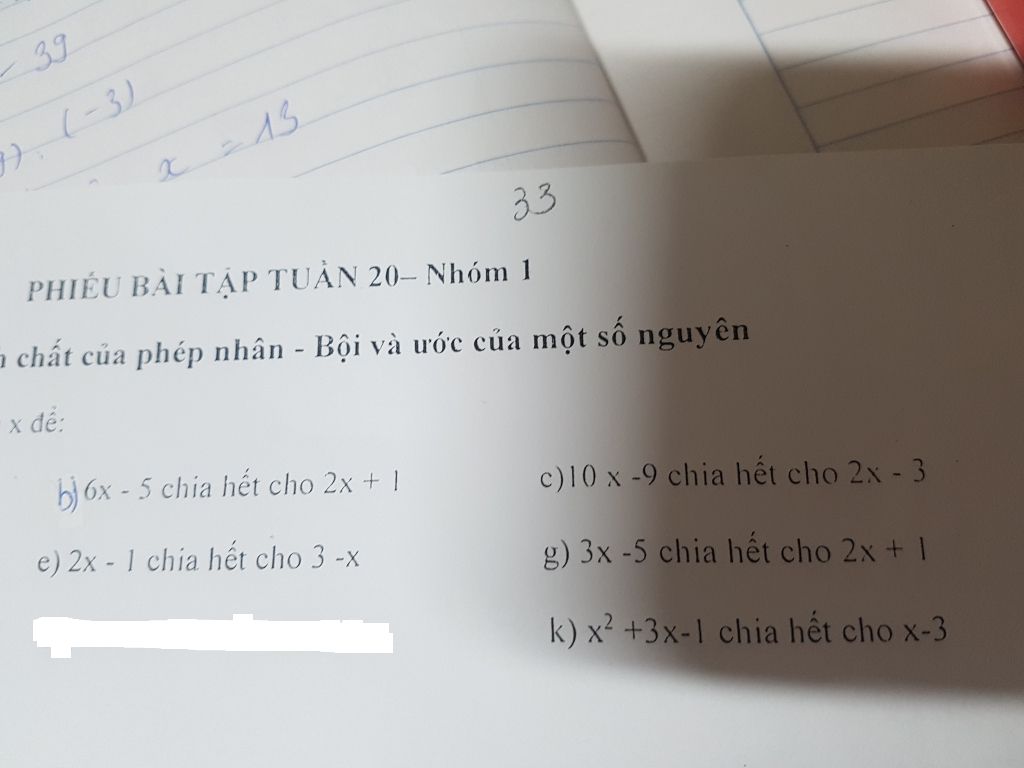 - 39
(-3)
x = 13
33
PHIẾU BÀI TẬP TUẦN 20– Nhóm 1
chất của phép nhân - Bội và ước của một số nguyên
x để:
b) 6x - 5 chia hết cho 2x + 1
c)10 x -9 chia hết cho 2x - 3
e) 2x - 1 chia hết cho 3 -x
g) 3x -5 chia hết cho 2x + 1
k) x² +3x-1 chia hết cho x-3